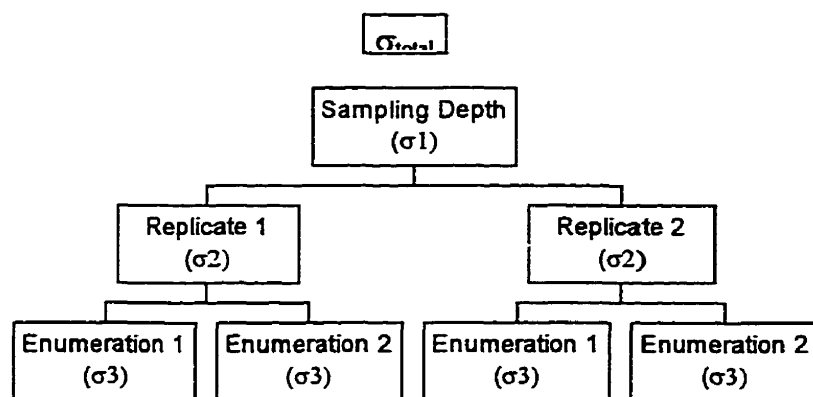 σtotal
Sampling Depth
(σ1)
Replicate 1
(σ2)
Replicate 2
(σ2)
Enumeration 1
(σ3)
Enumeration 2
(σ3)
Enumeration 1
(σ3)
Enumeration 2
(σ3)